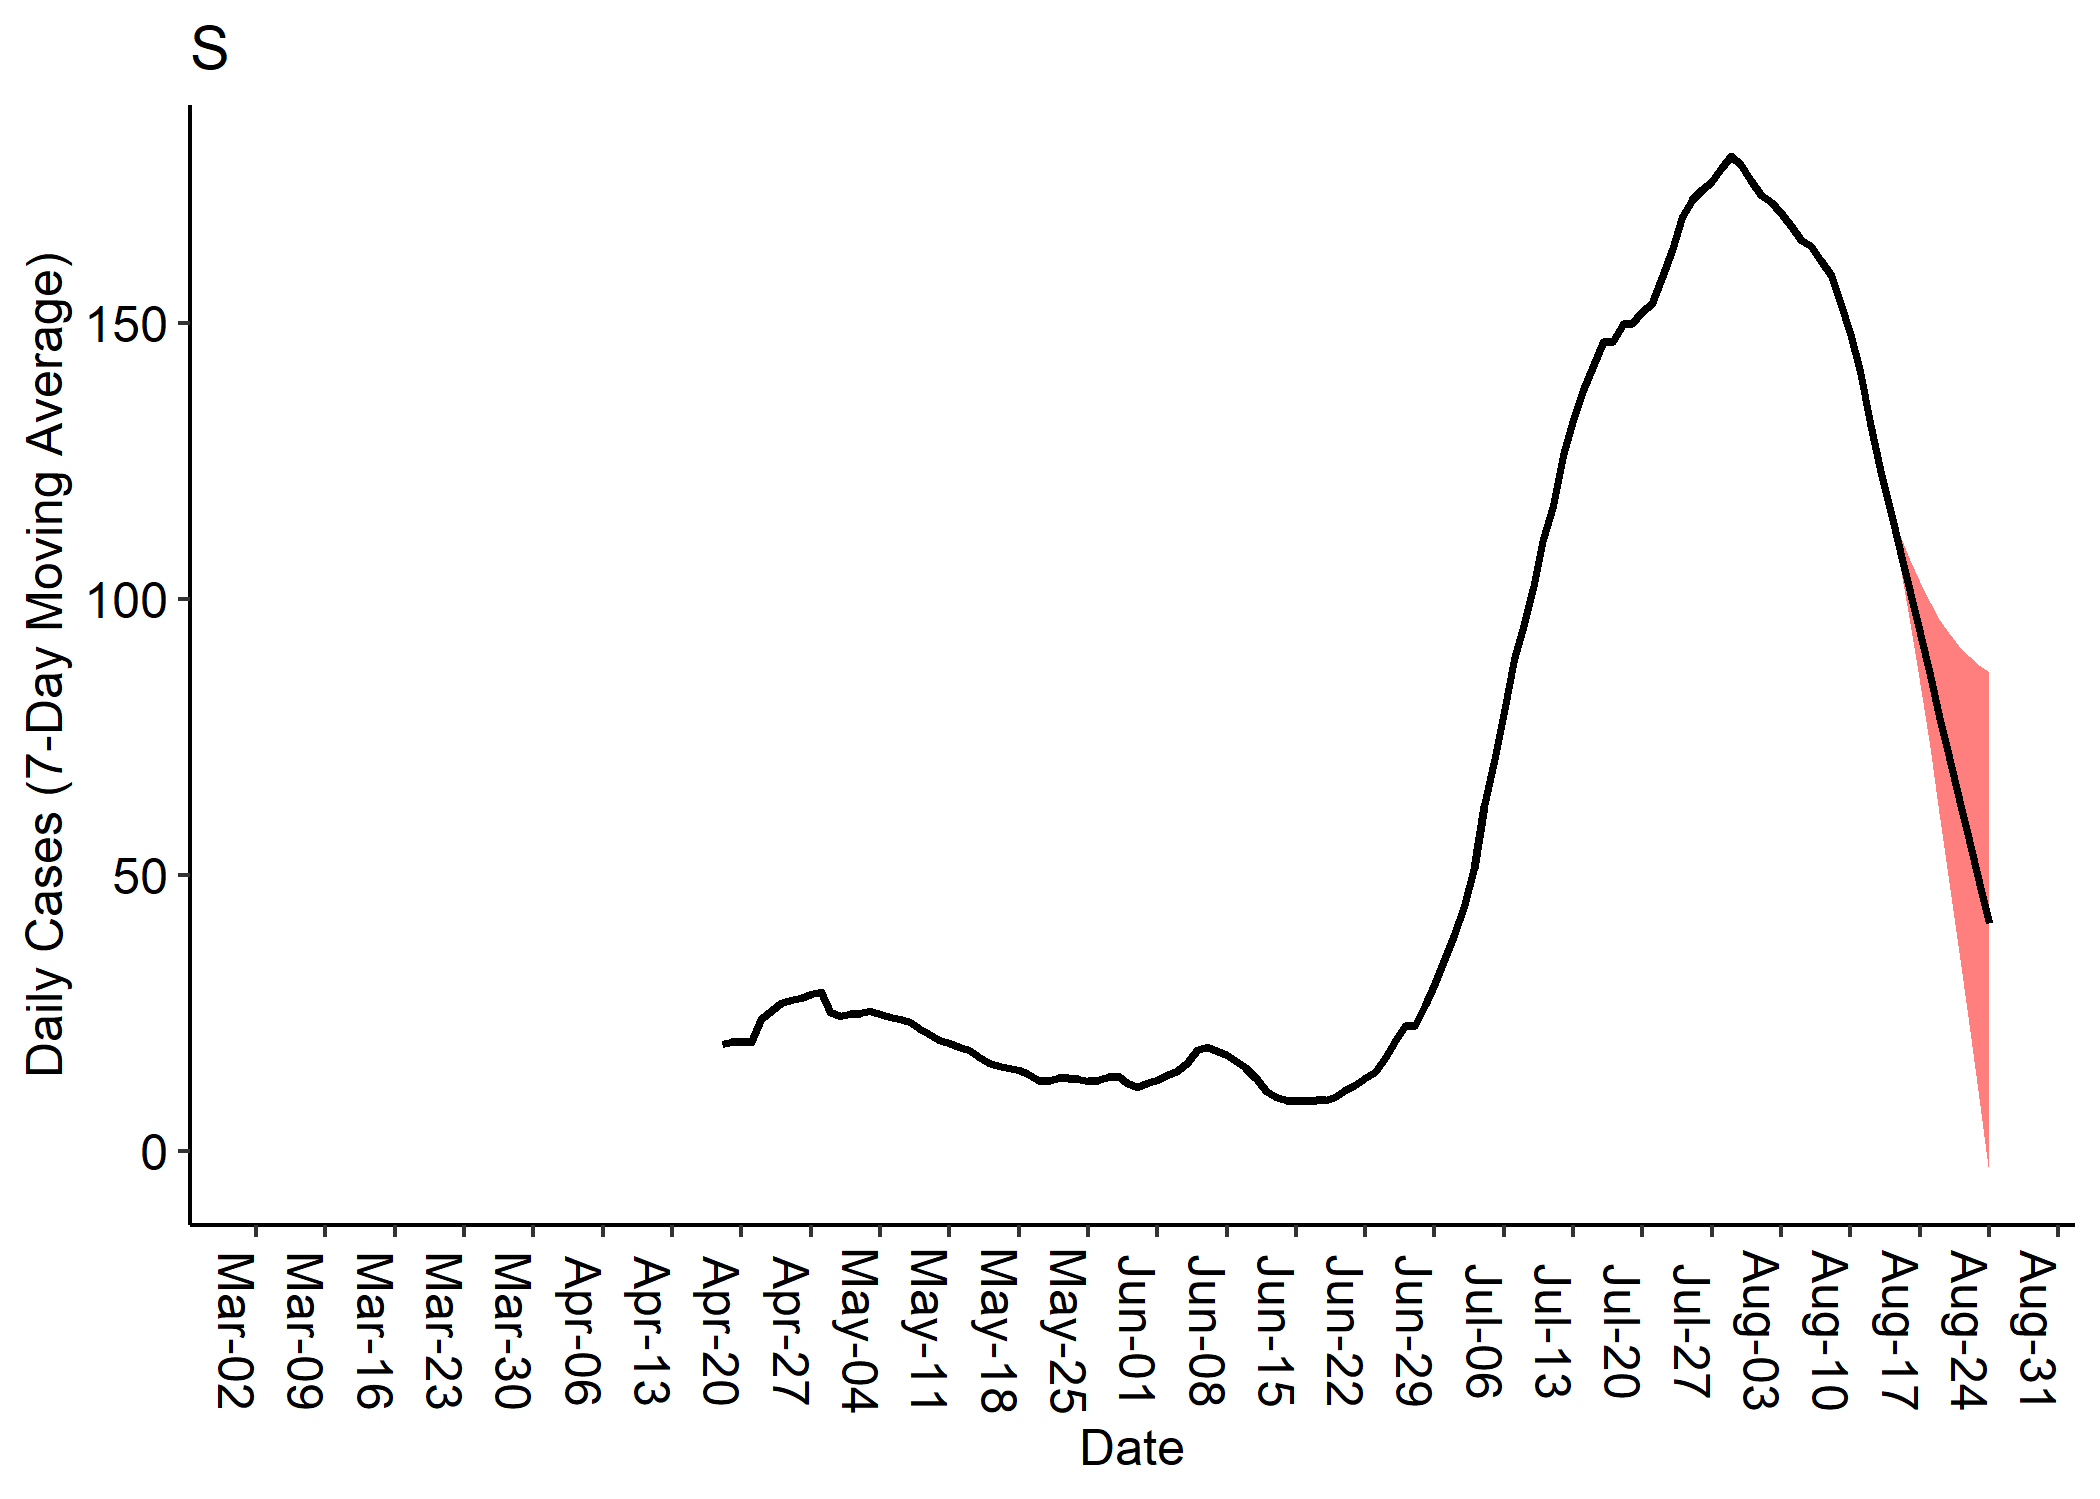 S
Daily Cases (7-Day Moving Average)
150
100
50
0
Mar-02
Mar-09
Mar-16
Mar-23
Mar-30
Apr-06
Apr-13
Apr-20
Apr-27
May-04
May-11
May-18
May-25
Jun-01
Jun-08
Jun-15
Jun-22
Jun-29
Jul-06
Jul-13
Jul-20
Jul-27
Aug-03
Aug-10
Aug-17
Aug-24
Aug-31
Date